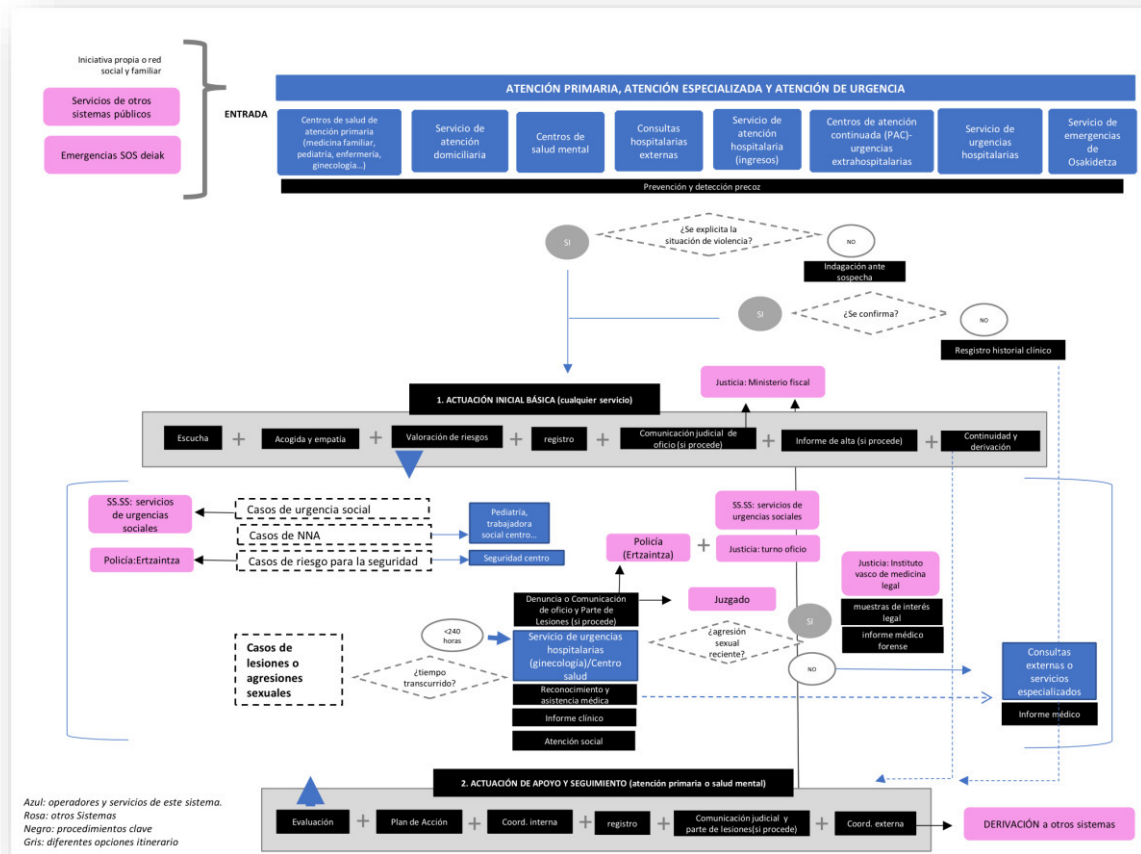 Iniciativa propia o red
social y familiar
Servicios de otros
sistemas públicos
Emergencias SOS deiak
ENTRADA
ATENCIÓN PRIMARIA, ATENCIÓN ESPECIALIZADA Y ATENCIÓN DE URGENCIA
Centros de salud de
atención primaria
(medicina familiar,
pediatría, enfermería,
ginecología...)
Servicio de
atención
domiciliaria
Centros de
salud mental
Consultas
hospitalarias
externas
Servicio de
atención
hospitalaria
(ingresos)
Centros de atención
continuada (PAC)-
urgencias
extrahospitalarias
Servicio de
urgencias
hospitalarias
Servicio de
emergencias
de
Osakidetza
Prevención y detección precoz
¿Se explicita la
situación de violencia?
SI
NO
Indagación ante
sospecha
¿Se confirma?
SI
NO
Resgistro historial clínico
Justicia: Ministerio fiscal
1. ACTUACIÓN INICIAL BÁSICA (cualquier servicio)
Escucha
+
Acogida y empatía
+
Valoración de riesgos
+
registro
+
Comunicación judicial de
oficio (si procede)
+
Informe de alta (si procede)
+
Continuidad y
derivación
SS.SS: servicios
de urgencias
sociales
Casos de urgencia social
Casos de NNA
Pediatría,
trabajadora
social centro...
Policía:Ertzaintza
Casos de riesgo para la seguridad
Seguridad centro
SS.SS: servicios de
urgencias sociales
Policía
(Ertzaintza)
+
Justicia: turno oficio
Justicia: Instituto
vasco de medicina
legal
muestras de interés
legal
informe médico
forense
Denuncia o Comunicación
de oficio y Parte de
Lesiones (si procede)
Juzgado
Casos de
lesiones o
agresiones
sexuales
<240
horas
¿tiempo
transcurrido?
Servicio de urgencias
hospitalarias
(ginecología)/Centro
salud
¿agresión
sexual
reciente?
SI
NO
Reconocimiento y
asistencia médica
Informe clínico
Atención social
Consultas
externas o
servicios
especializados
Informe médico
2. ACTUACIÓN DE APOYO Y SEGUIMIENTO (atención primaria o salud mental)
Evaluación
+
Plan de Acción
+
Coord. interna
+
registro
+
Comunicación judicial y
parte de lesiones(si procede)
+
Coord. externa
DERIVACIÓN a otros sistemas
Azul: operadores y servicios de este sistema.
Rosa: otros Sistemas
Negro: procedimientos clave
Gris: diferentes opciones itinerario